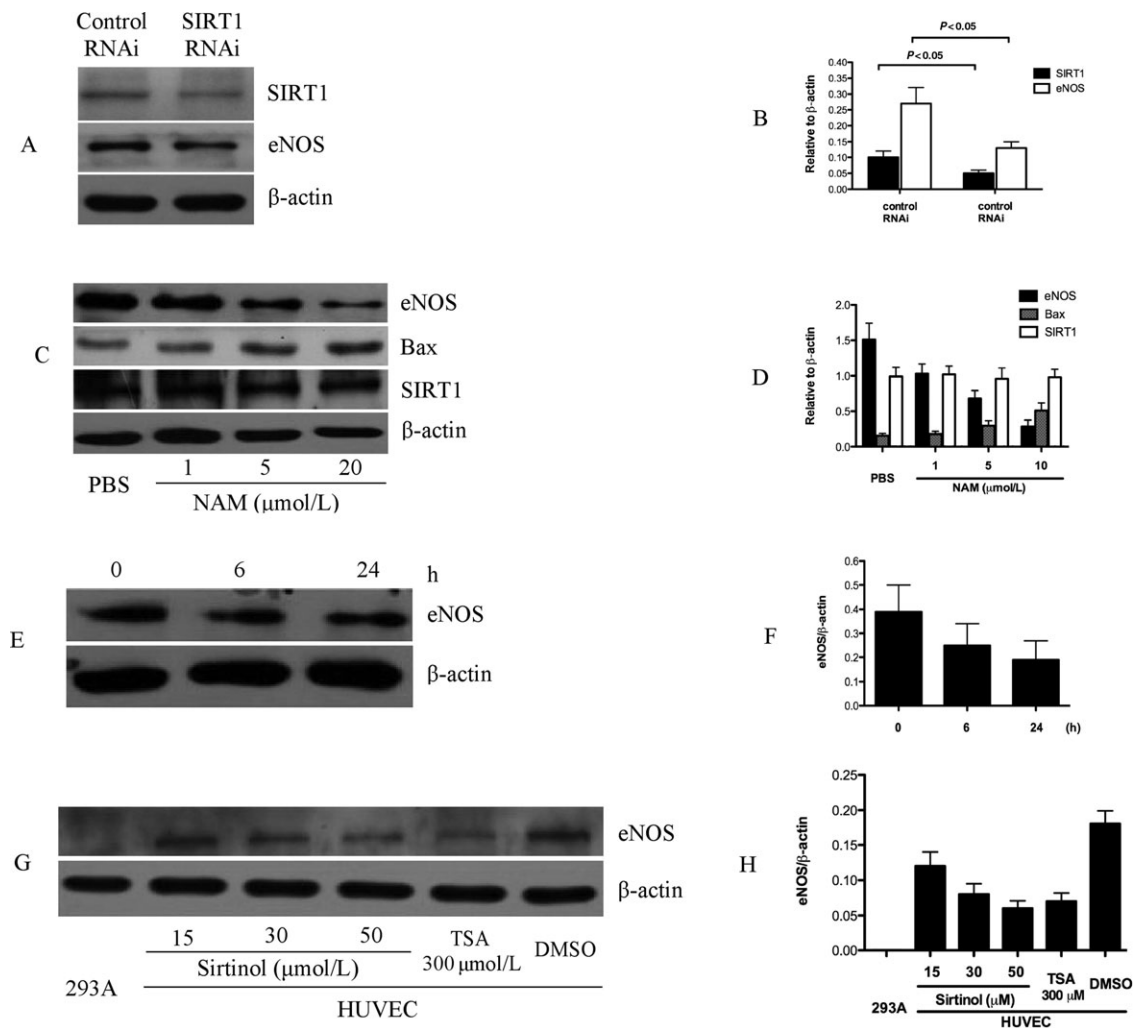 Control SIRT1
RNAi RNAi
SIRT1
A
eNOS
β-actin
P < 0.05
P < 0.05
SIRT1
eNOS
B
Relative to β-actin
0.40
0.35
0.30
0.25
0.20
0.15
0.10
0.05
0.00
control control
RNAi RNAi
eNOS
C
Bax
SIRT1
β-actin
1 5 20
PBS
NAM (μmol/L)
eNOS
Bax
SIRT1
D
Relative to β-actin
2.0
1.5
1.0
0.5
0.0
1 5 10
PBS NAM (μmol/L)
0 6 24 h
eNOS
E
β-actin
F
eNOS/β-actin
0.6
0.5
0.4
0.3
0.2
0.1
0.0
0 6 24 (h)
eNOS
G
β-actin
15 30 50 TSA DMSO
Sirtinol (μmol/L) 300 μmol/L
293A
HUVEC
H
eNOS/β-actin
0.25
0.20
0.15
0.10
0.05
0.00
15 30 50 TSA DMSO
Sirtinol (μM) 300 μM
293A
HUVEC